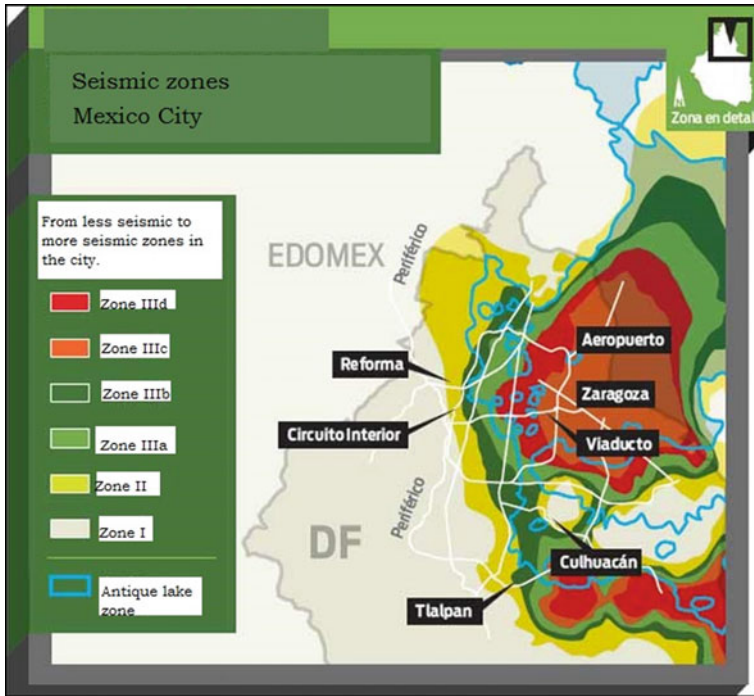 Seismic zones
Mexico City
Zona en detal
From less seismic to
more seismic zones in
the city.
Zone IIId
Zone IIIc
Zone IIIb
Zone IIIa
Zone II
Zone I
Antique lake
zone
EDOMEX
Periférico
Reforma
Circuito Interior
Aeropuerto
Zaragoza
Viaducto
Periférico
DF
Culhuacán
Tlalpan